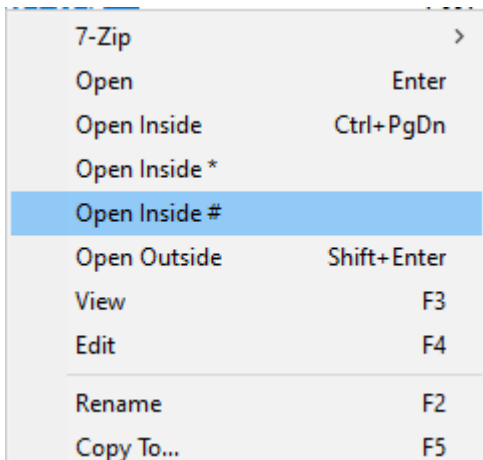 7-Zip >
Open Enter
Open Inside Ctrl+PgDn
Open Inside *
Open Inside #
Open Outside Shift+Enter
View F3
Edit F4
Rename F2
Copy To... F5